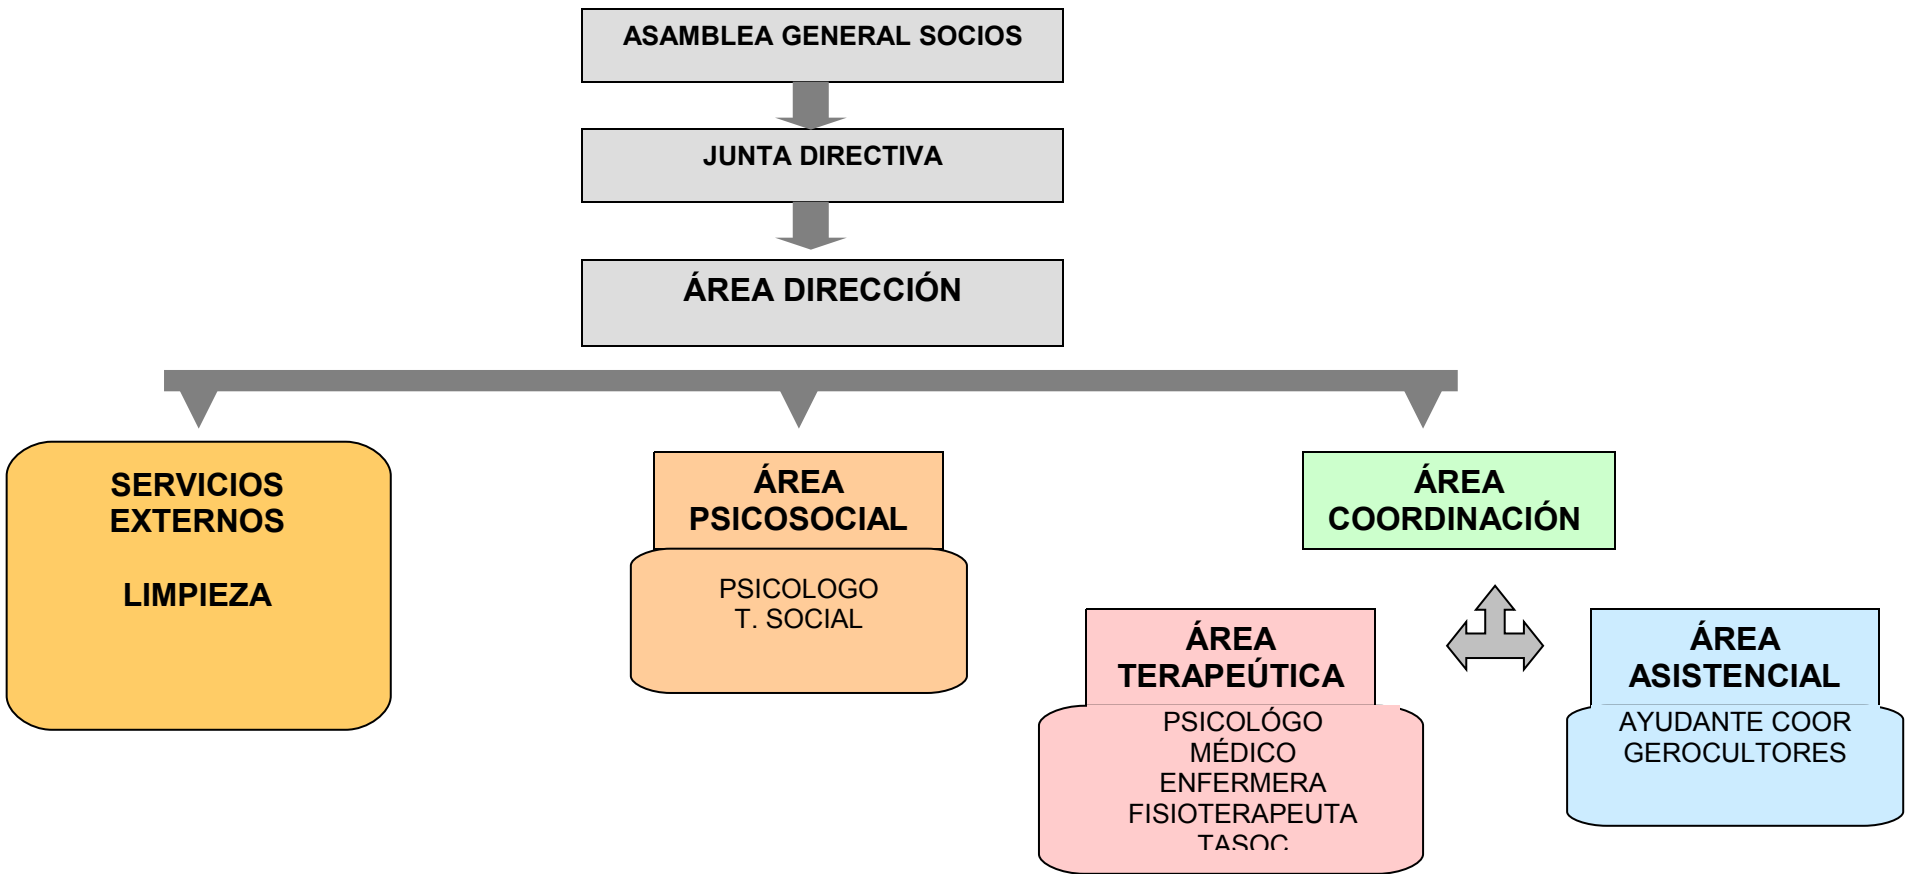 ASAMBLEA GENERAL SOCIOS
JUNTA DIRECTIVA
ÁREA DIRECCIÓN
SERVICIOS
EXTERNOS
LIMPIEZA
ÁREA
PSICOSOCIAL
PSICOLOGO
T. SOCIAL
ÁREA
COORDINACIÓN
ÁREA
TERAPEÚTICA
PSICOLÓGO
MÉDICO
ENFERMERA
FISIOTERAPEUTA
TASOC
ÁREA
ASISTENCIAL
AYUDANTE COOR
GEROCULTORES